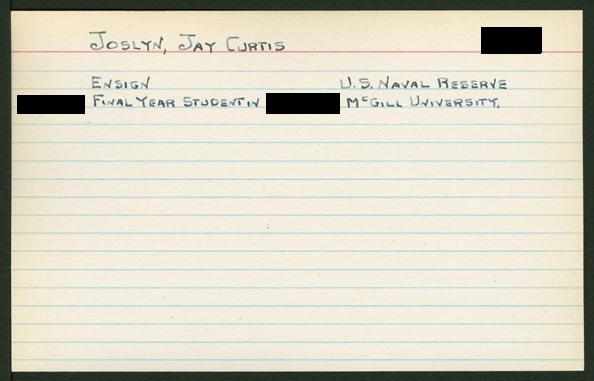 JOSLYN, JAY CURTIS
ENSIGN U.S. NAVAL RESERVE
FINAL YEAR STUDENT IN McGILL UNIVERSITY.